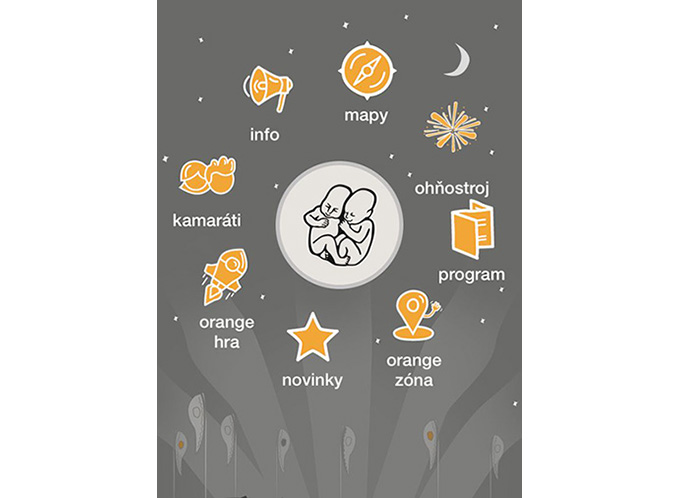 mapy
info
ohňostroj
kamaráti
program
orange
hra
orange
zóna
novinky